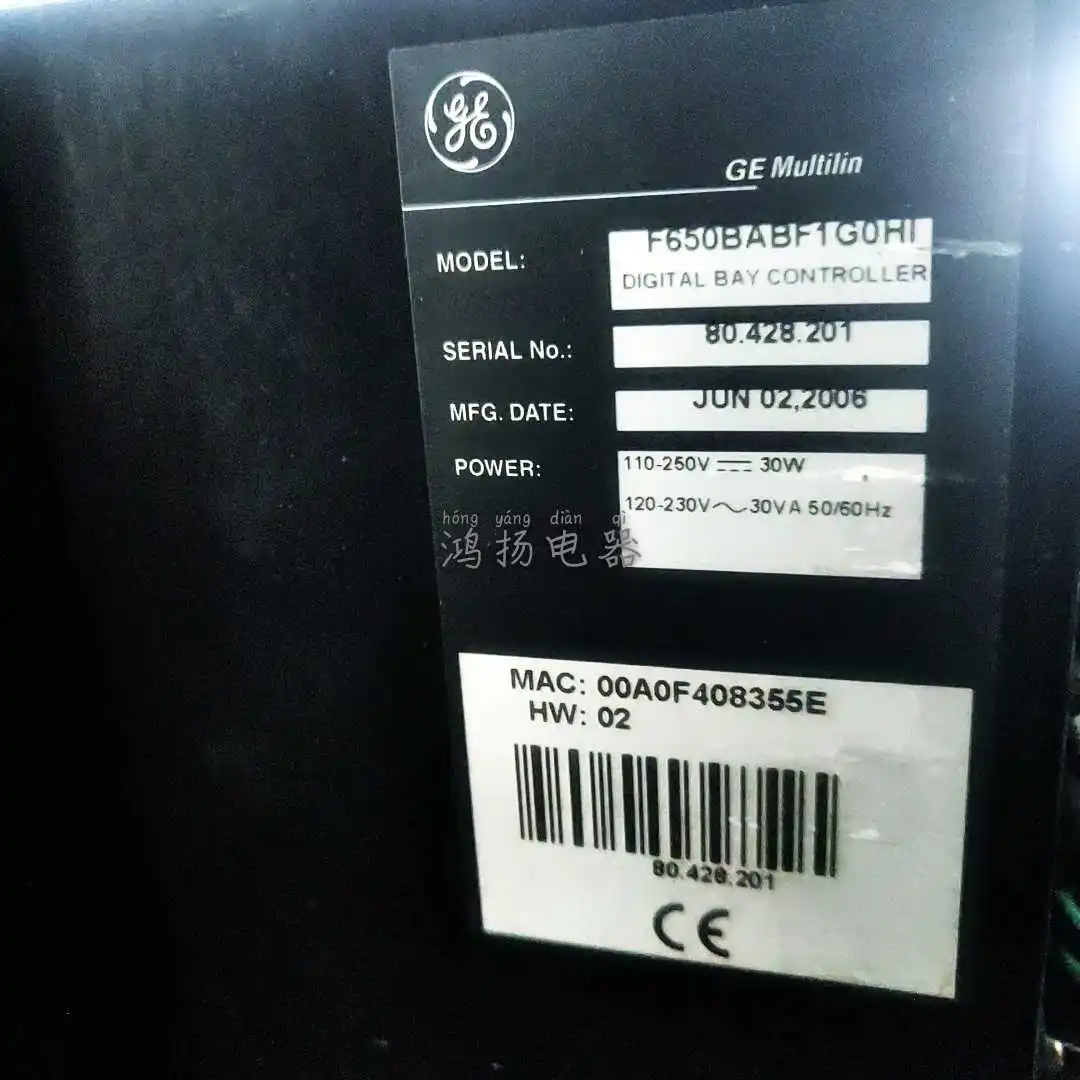 GE
GE Multilin
MODEL: F650BABF1G0HI
DIGITAL BAY CONTROLLER
SERIAL No.: 80.428.201
MFG. DATE: JUN 02,2006
POWER: 110-250V ⎓ 30W
120-230V～30VA 50/60Hz
hóng yáng diàn qì
鸿扬电器
MAC: 00A0F408355E
HW: 02
80.428.201
CE